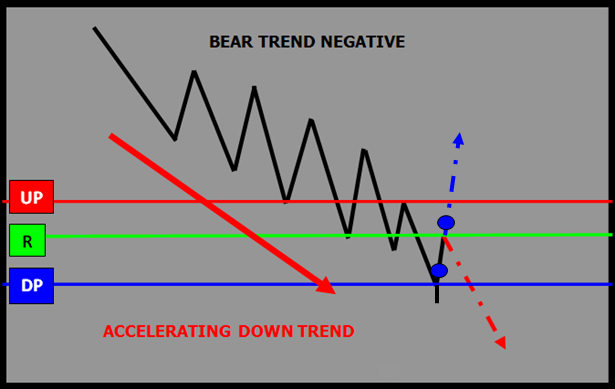 BEAR TREND NEGATIVE
UP
R
DP
ACCELERATING DOWN TREND